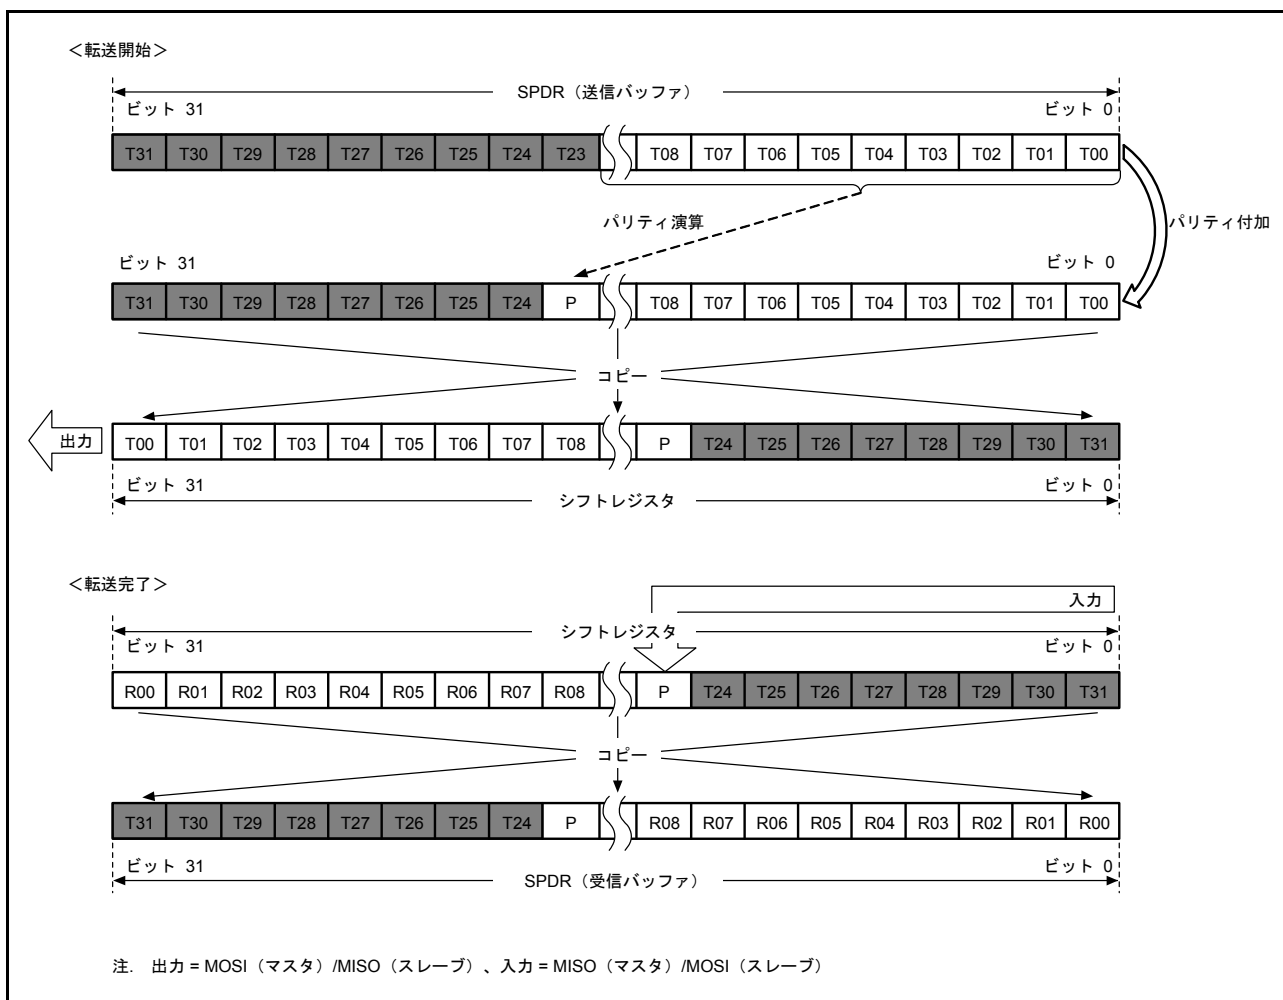 ＜転送開始＞
SPDR（送信バッファ）
ビット 31 ビット 0
T31 T30 T29 T28 T27 T26 T25 T24 T23 T08 T07 T06 T05 T04 T03 T02 T01 T00
パリティ演算 パリティ付加
ビット 31 ビット 0
T31 T30 T29 T28 T27 T26 T25 T24 P T08 T07 T06 T05 T04 T03 T02 T01 T00
コピー
出力 T00 T01 T02 T03 T04 T05 T06 T07 T08 P T24 T25 T26 T27 T28 T29 T30 T31
ビット 31 ビット 0
シフトレジスタ
＜転送完了＞
入力
シフトレジスタ
ビット 31 ビット 0
R00 R01 R02 R03 R04 R05 R06 R07 R08 P T24 T25 T26 T27 T28 T29 T30 T31
コピー
T31 T30 T29 T28 T27 T26 T25 T24 P R08 R07 R06 R05 R04 R03 R02 R01 R00
ビット 31 ビット 0
SPDR（受信バッファ）
注. 出力 = MOSI（マスタ）/MISO（スレーブ）、入力 = MISO（マスタ）/MOSI（スレーブ）